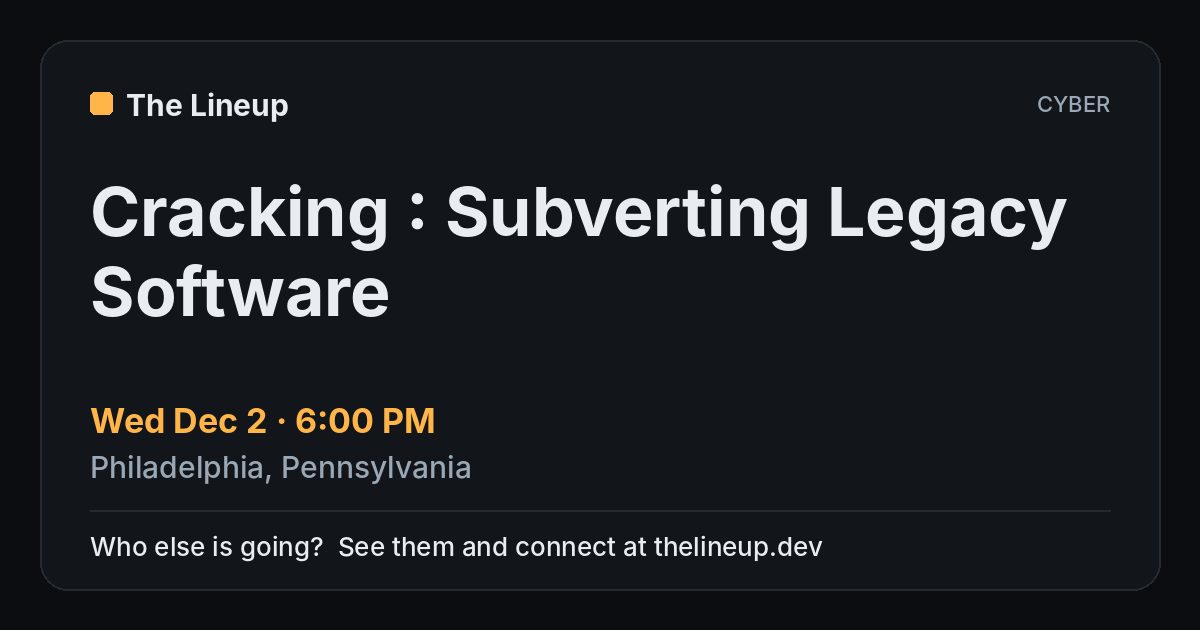 The Lineup
CYBER
Cracking : Subverting Legacy
Software
Wed Dec 2 · 6:00 PM
Philadelphia, Pennsylvania
Who else is going? See them and connect at thelineup.dev